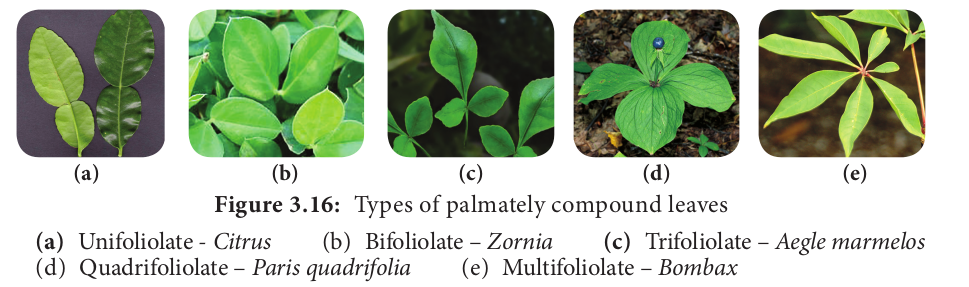 (a) (b) (c) (d) (e)
Figure 3.16: Types of palmately compound leaves
(a) Unifoliolate - Citrus (b) Bifoliolate – Zornia (c) Trifoliolate – Aegle marmelos
(d) Quadrifoliolate – Paris quadrifolia (e) Multifoliolate – Bombax